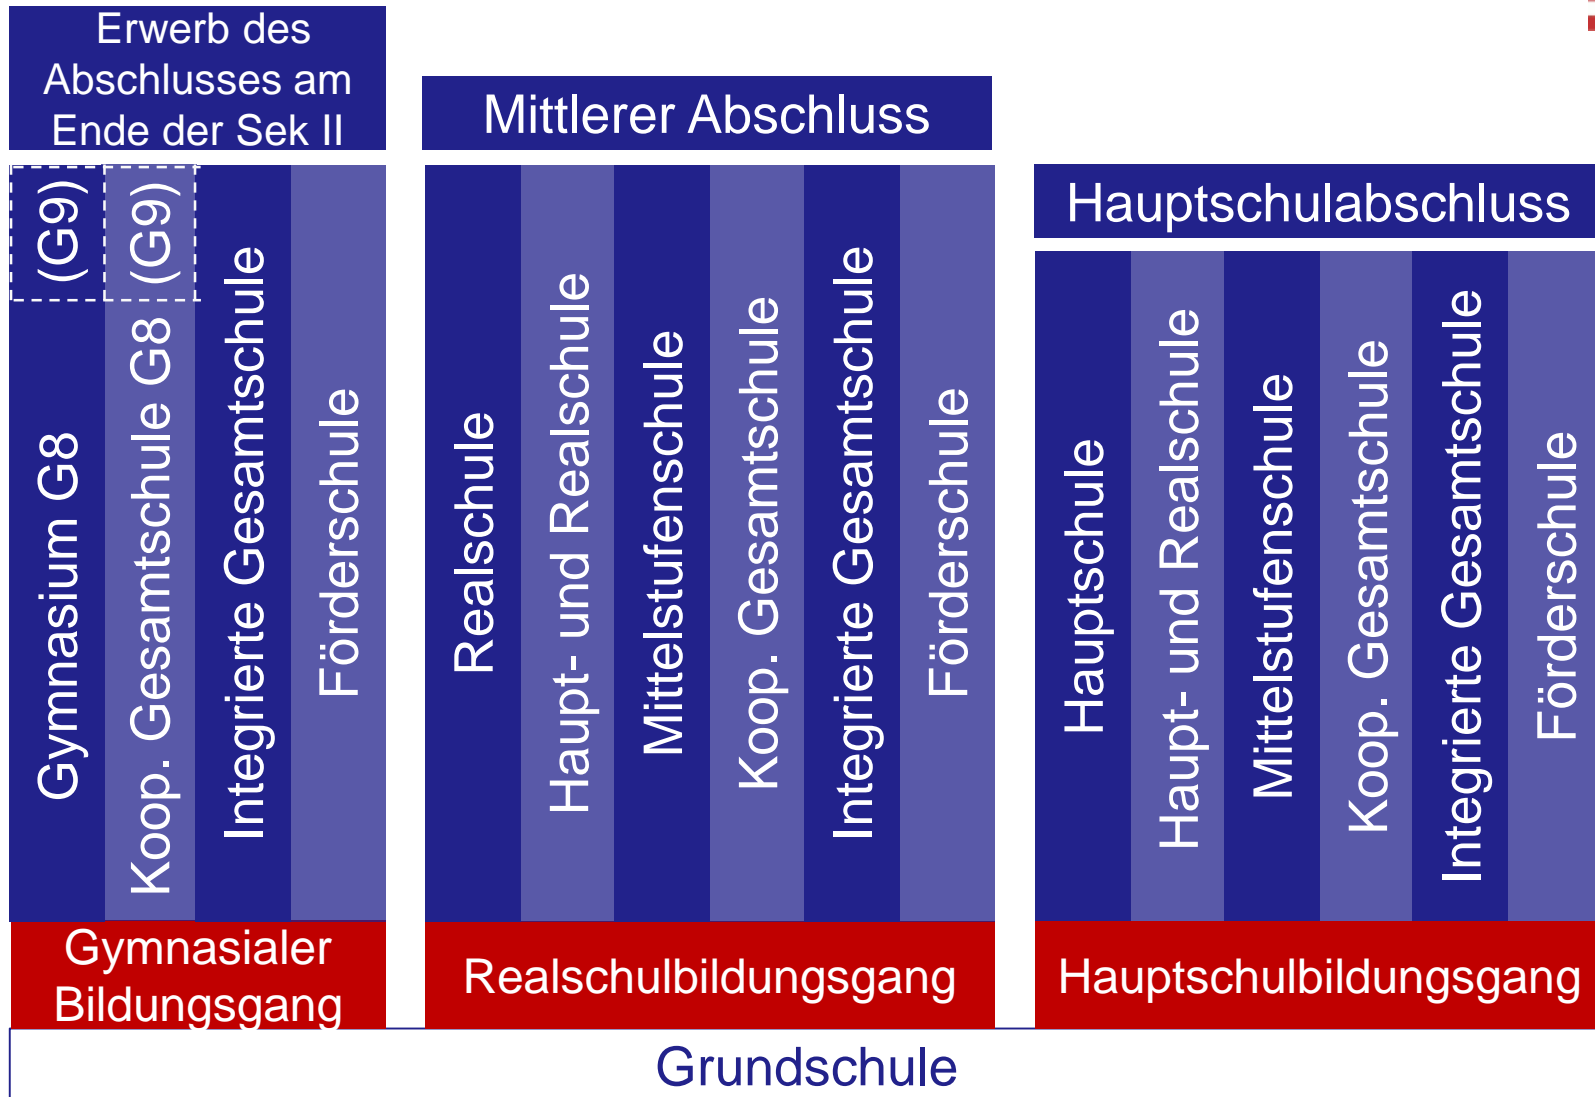 Erwerb des
Abschlusses am
Ende der Sek II
Mittlerer Abschluss
Hauptschulabschluss
(G9)
Gymnasium G8
(G9)
Koop. Gesamtschule G8
Integrierte Gesamtschule
Förderschule
Realschule
Haupt- und Realschule
Mittelstufenschule
Koop. Gesamtschule
Integrierte Gesamtschule
Förderschule
Hauptschule
Haupt- und Realschule
Mittelstufenschule
Koop. Gesamtschule
Integrierte Gesamtschule
Förderschule
Gymnasialer
Bildungsgang
Realschulbildungsgang
Hauptschulbildungsgang
Grundschule